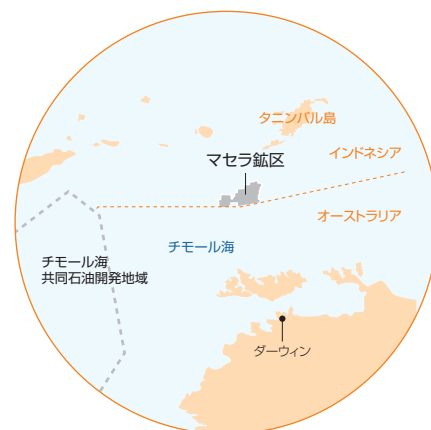 タニンバル島
マセラ鉱区
インドネシア
オーストラリア
チモール海
チモール海
共同石油開発地域
ダーウィン